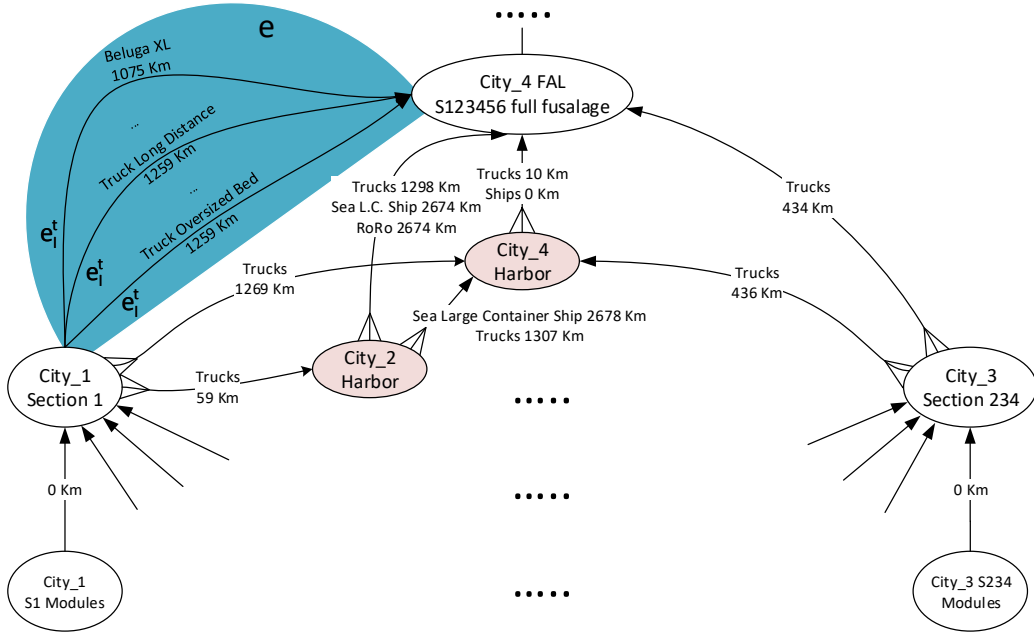 .....
e
Beluga XL
1075 Km
...
Truck Long Distance
1259 Km
...
Truck Oversized Bed
1259 Km
e_l^t
e_l^t
e_l^t
City_4 FAL
S123456 full fusalage
Trucks 1298 Km
Sea L.C. Ship 2674 Km
RoRo 2674 Km
Trucks 10 Km
Ships 0 Km
Trucks
434 Km
City_4
Harbor
Trucks
1269 Km
Trucks
436 Km
Sea Large Container Ship 2678 Km
Trucks 1307 Km
City_2
Harbor
City_1
Section 1
Trucks
59 Km
City_3
Section 234
.....
0 Km
.....
0 Km
City_1
S1 Modules
.....
City_3 S234
Modules